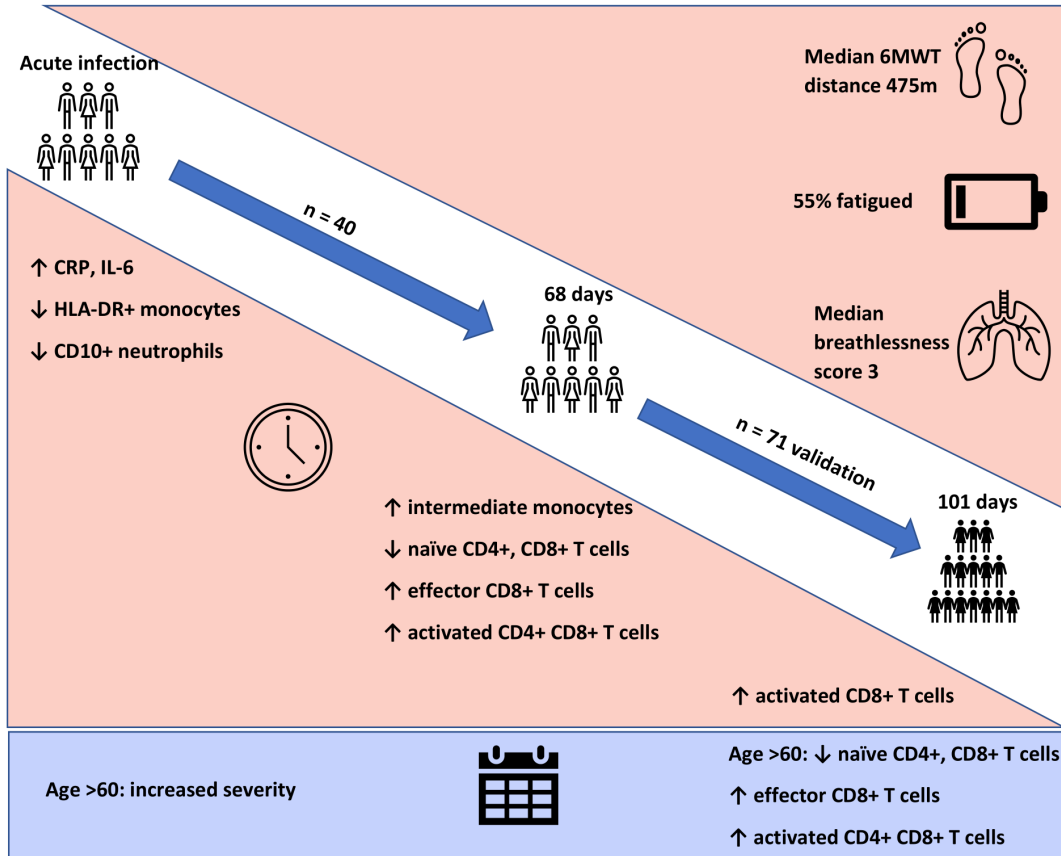 Acute infection
Median 6MWT
distance 475m
n = 40
55% fatigued
↑ CRP, IL-6
↓ HLA-DR+ monocytes
↓ CD10+ neutrophils
68 days
Median
breathlessness
score 3
n = 71 validation
101 days
↑ intermediate monocytes
↓ naïve CD4+, CD8+ T cells
↑ effector CD8+ T cells
↑ activated CD4+ CD8+ T cells
↑ activated CD8+ T cells
Age >60: increased severity
Age >60: ↓ naïve CD4+, CD8+ T cells
↑ effector CD8+ T cells
↑ activated CD4+ CD8+ T cells